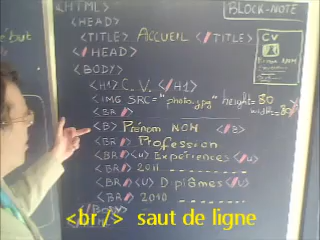 <HTML>
BLOCK-NOTE
<HEAD>
<TITLE> ACCUEIL </TITLE>
</HEAD>
CV
<BODY>
<H1> C.V. </H1>
<IMG SRC="photo.jpg" height=80
width=80>
<BR />
<B> Prénom NOM </B>
<BR /> Profession
<BR /> <U> Expériences </U>
<BR /> 2011 - - - - - - - -
<BR /> <U> Diplômes </U>
<BR /> 2010 - - - - - - -
</BODY>
<br /> saut de ligne